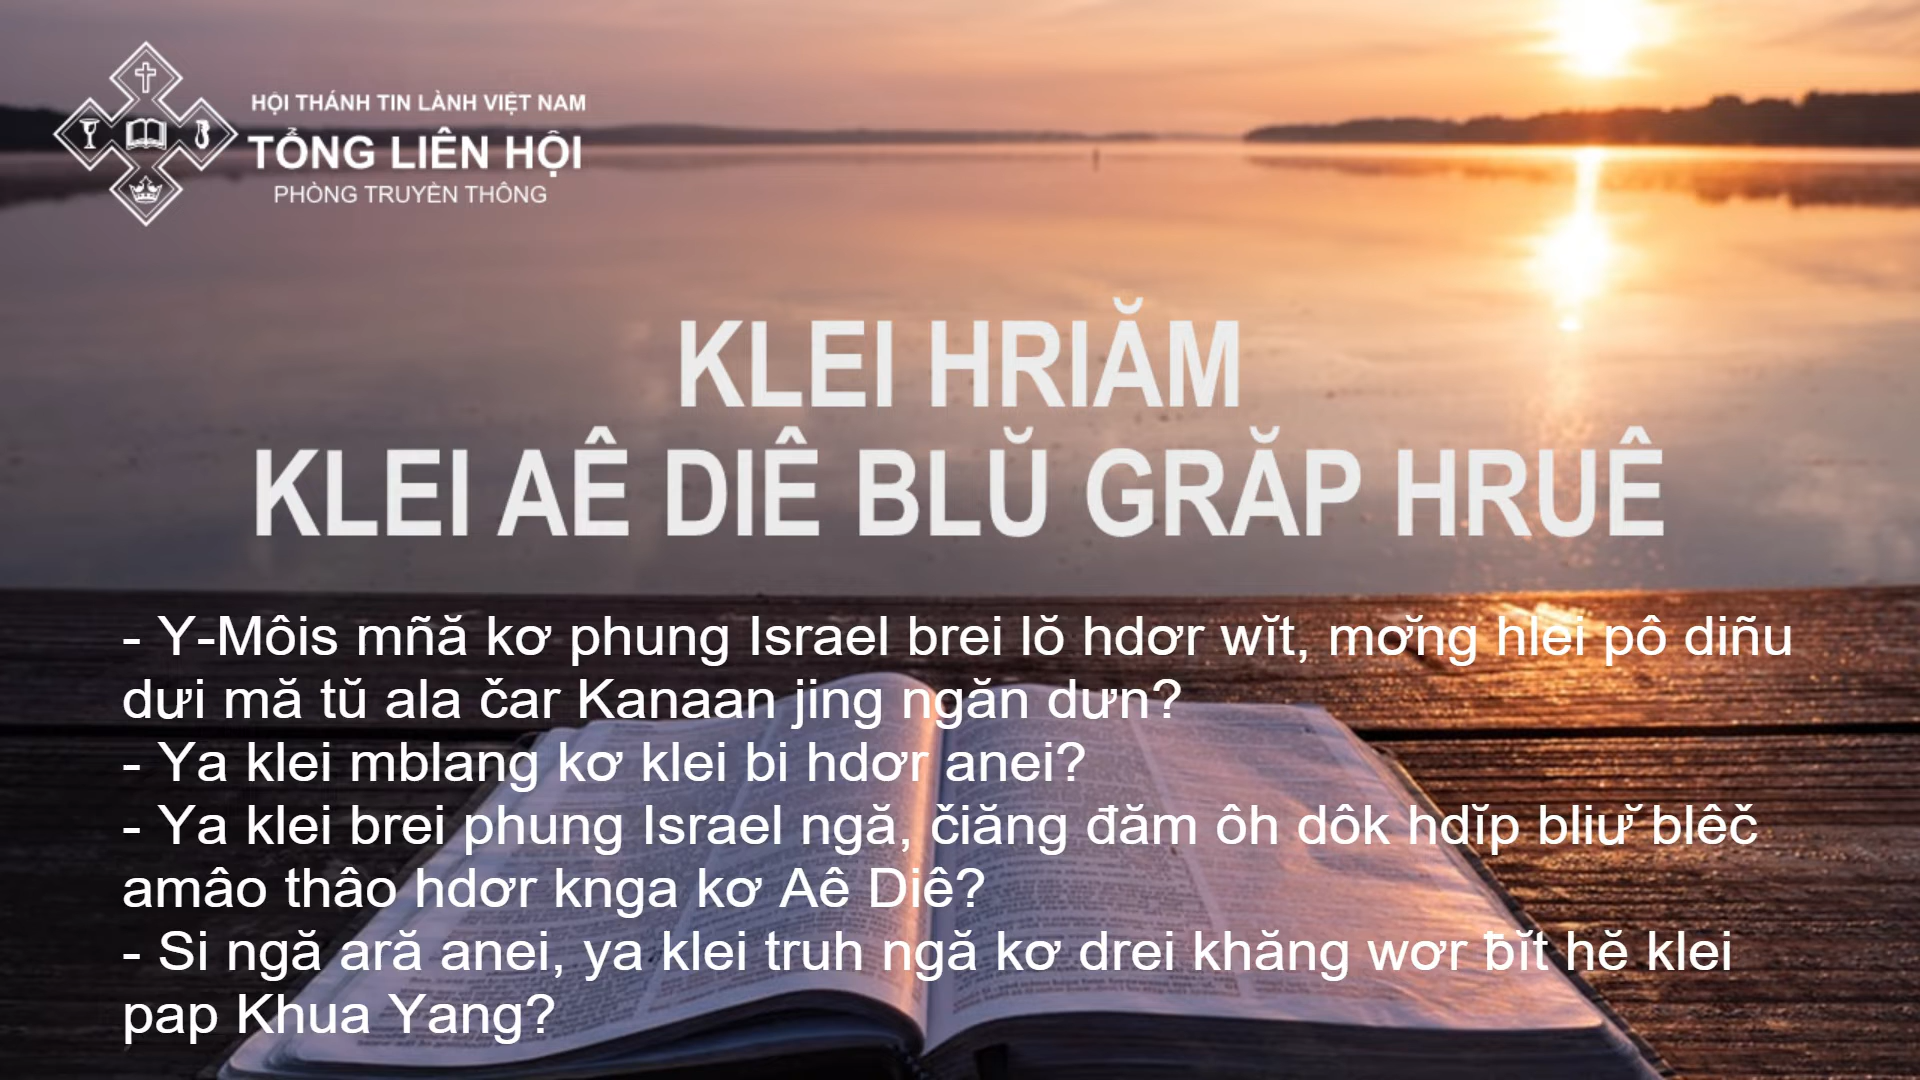 HỘI THÁNH TIN LÀNH VIỆT NAM
TỔNG LIÊN HỘI
PHÒNG TRUYỀN THÔNG
KLEI HRIĂM
KLEI AÊ DIÊ BLŬ GRĂP HRUÊ
- Y-Môis mñă kơ phung Israel brei lŏ hdơr wĭt, mơ̆ng hlei pô diñu
dưi mă tŭ ala čar Kanaan jing ngăn dưn?
- Ya klei mblang kơ klei bi hdơr anei?
- Ya klei brei phung Israel ngă, čiăng đăm ôh dôk hdĭp bliư̆ blêč
amâo thâo hdơr knga kơ Aê Diê?
- Si ngă ară anei, ya klei truh ngă kơ drei khăng wơr ƀĭt hĕ klei
pap Khua Yang?